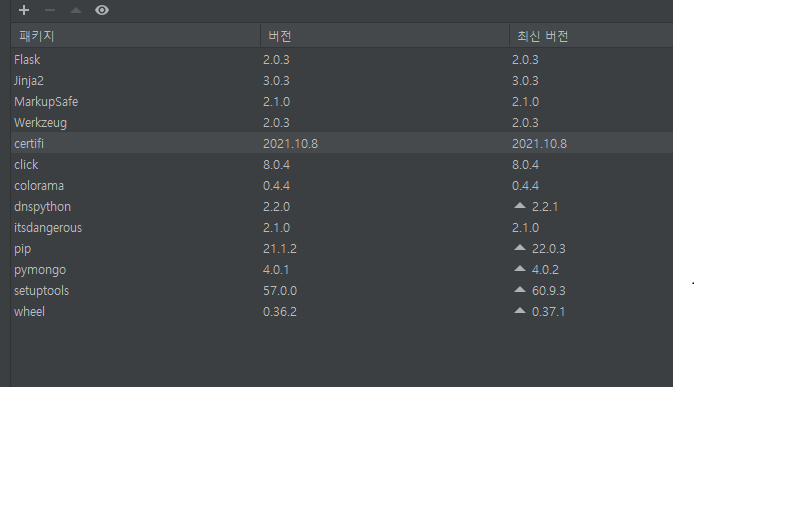 패키지 버전 최신 버전
Flask 2.0.3 2.0.3
Jinja2 3.0.3 3.0.3
MarkupSafe 2.1.0 2.1.0
Werkzeug 2.0.3 2.0.3
certifi 2021.10.8 2021.10.8
click 8.0.4 8.0.4
colorama 0.4.4 0.4.4
dnspython 2.2.0 2.2.1
itsdangerous 2.1.0 2.1.0
pip 21.1.2 22.0.3
pymongo 4.0.1 4.0.2
setuptools 57.0.0 60.9.3
wheel 0.36.2 0.37.1
.